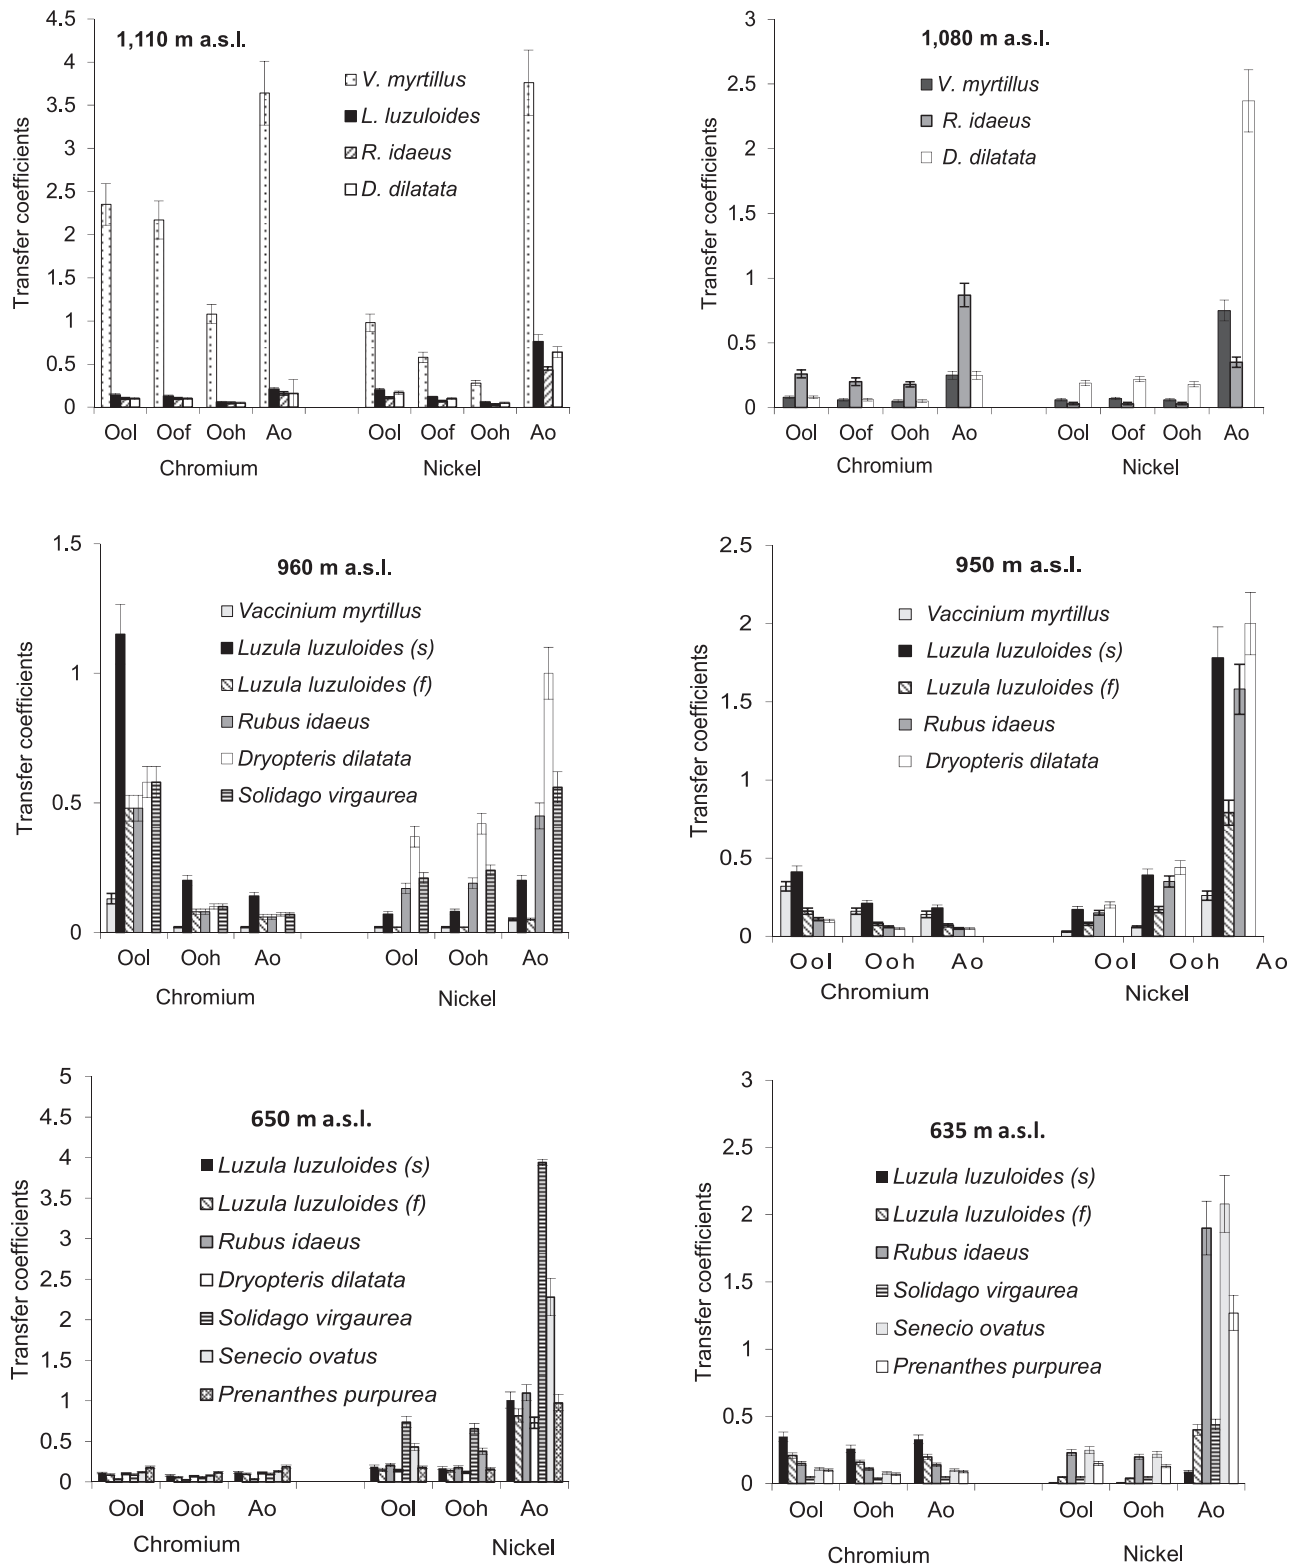 1,110 m a.s.l.
Transfer coefficients
4.5
4
3.5
3
2.5
2
1.5
1
0.5
0
V. myrtillus
L. luzuloides
R. idaeus
D. dilatata
Ool Oof Ooh Ao Ool Oof Ooh Ao
Chromium Nickel
1,080 m a.s.l.
Transfer coefficients
3
2.5
2
1.5
1
0.5
0
V. myrtillus
R. idaeus
D. dilatata
Ool Oof Ooh Ao Ool Oof Ooh Ao
Chromium Nickel
960 m a.s.l.
Transfer coefficients
1.5
1
0.5
0
Vaccinium myrtillus
Luzula luzuloides (s)
Luzula luzuloides (f)
Rubus idaeus
Dryopteris dilatata
Solidago virgaurea
Ool Ooh Ao Ool Ooh Ao
Chromium Nickel
950 m a.s.l.
Transfer coefficients
2.5
2
1.5
1
0.5
0
Vaccinium myrtillus
Luzula luzuloides (s)
Luzula luzuloides (f)
Rubus idaeus
Dryopteris dilatata
Ool Ooh Ao Ool Ooh Ao
Chromium Nickel
650 m a.s.l.
Transfer coefficients
5
4.5
4
3.5
3
2.5
2
1.5
1
0.5
0
Luzula luzuloides (s)
Luzula luzuloides (f)
Rubus idaeus
Dryopteris dilatata
Solidago virgaurea
Senecio ovatus
Prenanthes purpurea
Ool Ooh Ao Ool Ooh Ao
Chromium Nickel
635 m a.s.l.
Transfer coefficients
3
2.5
2
1.5
1
0.5
0
Luzula luzuloides (s)
Luzula luzuloides (f)
Rubus idaeus
Solidago virgaurea
Senecio ovatus
Prenanthes purpurea
Ool Ooh Ao Ool Ooh Ao
Chromium Nickel